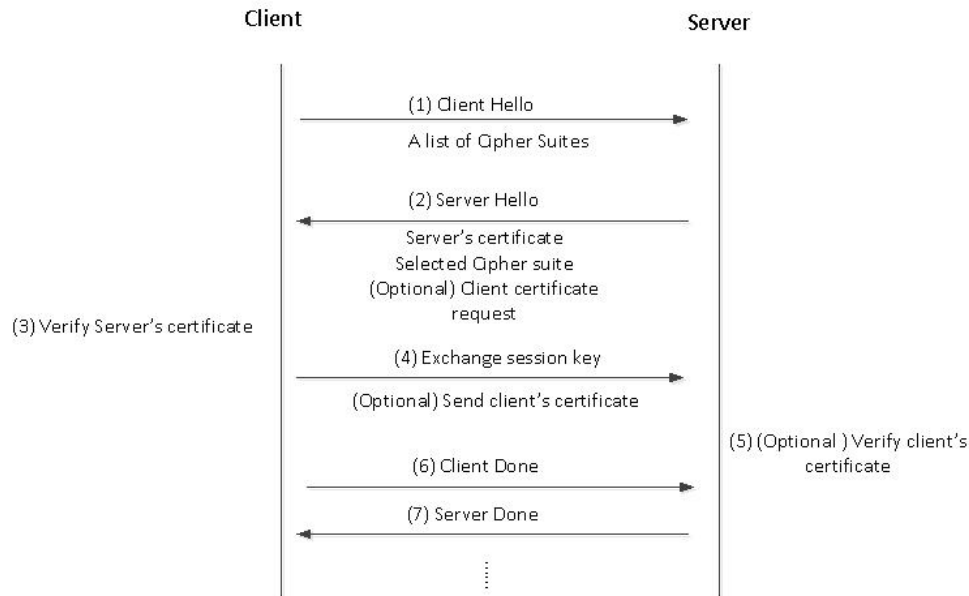 Client
Server
(1) Client Hello
A list of Cipher Suites
(2) Server Hello
Server's certificate
Selected Cipher suite
(Optional) Client certificate
request
(3) Verify Server's certificate
(4) Exchange session key
(Optional) Send client's certificate
(5) (Optional ) Verify client's
certificate
(6) Client Done
(7) Server Done